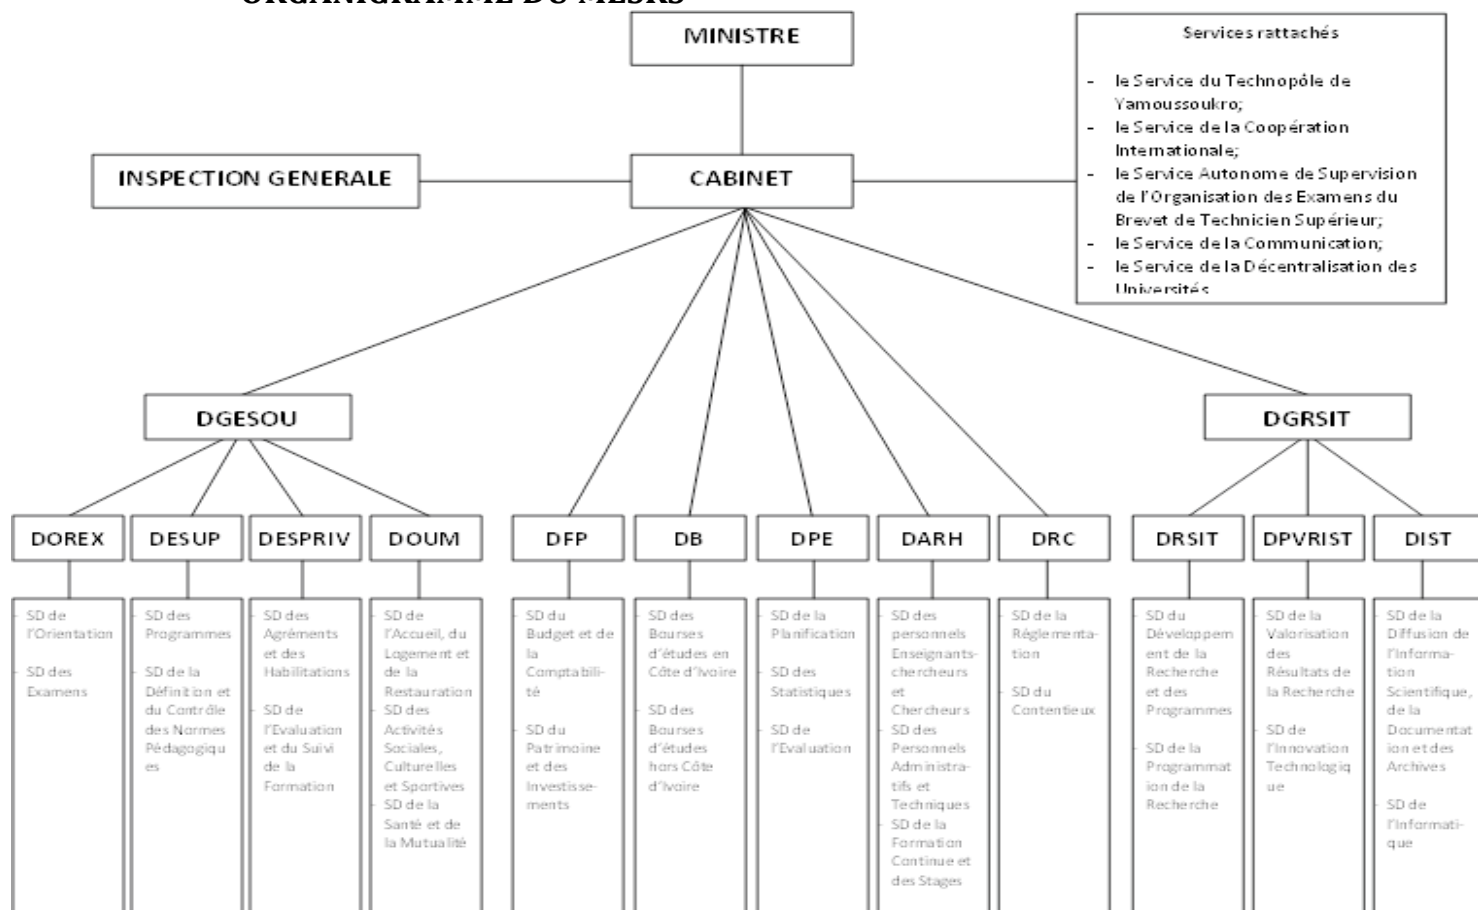 ORGANIGRAMME DU MESRS
MINISTRE
Services rattachés
- le Service du Technopôle de
Yamoussoukro;
- le Service de la Coopération
Internationale;
- le Service Autonome de Supervision
de l'Organisation des Examens du
Brevet de Technicien Supérieur;
- le Service de la Communication;
- le Service de la Décentralisation des
Universités
INSPECTION GENERALE
CABINET
DGESOU
DGRSIT
DOREX
DESUP
DESPRIV
DOUM
DFP
DB
DPE
DARH
DRC
DRSIT
DPVRIST
DIST
- SD de
l'Orientation
- SD des
Examens
- SD des
Programmes
- SD de la
Définition et
du Contrôle
des Normes
Pédagogiqu
es
- SD des
Agréments
et des
Habilitations
- SD de
l'Evaluation
et du Suivi
de la
Formation
- SD de
l'Accueil, du
Logement et
de la
Restauration
- SD des
Activités
Sociales,
Culturelles
et Sportives
- SD de la
Santé et de
la Mutualité
- SD du
Budget et de
la
Comptabili-
té
- SD du
Patrimoine
et des
Investisse-
ments
- SD des
Bourses
d'études en
Côte d'Ivoire
- SD des
Bourses
d'études
hors Côte
d'Ivoire
- SD de la
Planification
- SD des
Statistiques
- SD de
l'Evaluation
- SD des
personnels
Enseignants-
chercheurs
et
Chercheurs
- SD des
Personnels
Administra-
tifs et
Techniques
- SD de la
Formation
Continue et
des Stages
- SD de la
Réglementa-
tion
- SD du
Contentieux
- SD du
Développem
ent de la
Recherche
et des
Programmes
- SD de la
Programmat
ion de la
Recherche
- SD de la
Valorisation
des
Résultats de
la Recherche
- SD de
l'Innovation
Technologiq
ue
- SD de la
Diffusion de
l'Informa-
tion
Scientifique,
de la
Documentat
ion et des
Archives
- SD de
l'Informati-
que